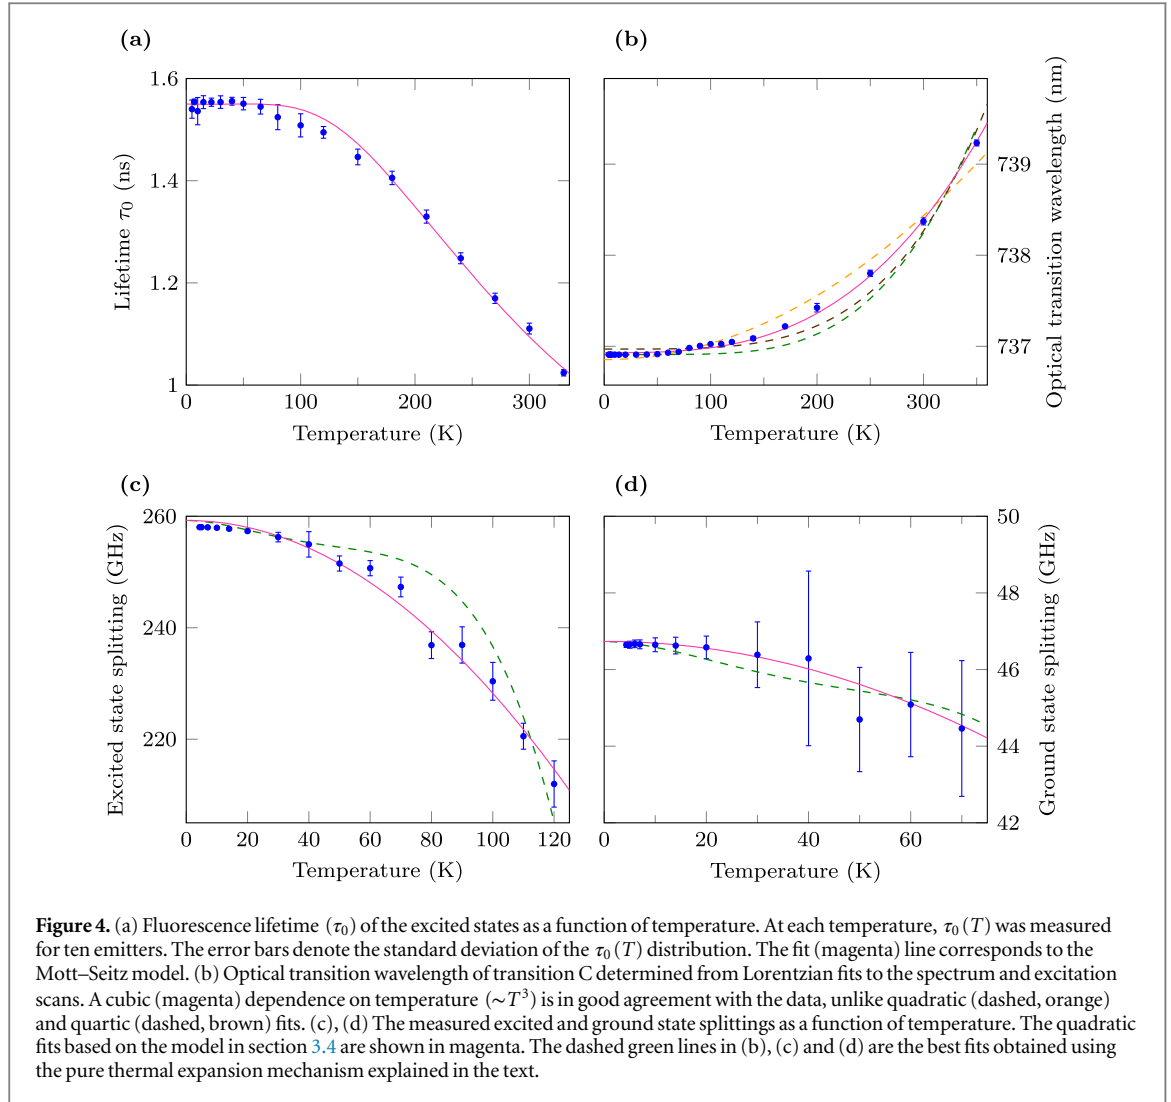 (a)
(b)
1.6
1.4
1.2
1
Lifetime τ0 (ns)
0
100
200
300
Temperature (K)
739
738
737
Optical transition wavelength (nm)
0
100
200
300
Temperature (K)
(c)
(d)
260
240
220
Excited state splitting (GHz)
0
20
40
60
80
100
120
Temperature (K)
50
48
46
44
42
Ground state splitting (GHz)
0
20
40
60
Temperature (K)
Figure 4. (a) Fluorescence lifetime (τ0) of the excited states as a function of temperature. At each temperature, τ0 (T) was measured
for ten emitters. The error bars denote the standard deviation of the τ0 (T) distribution. The fit (magenta) line corresponds to the
Mott–Seitz model. (b) Optical transition wavelength of transition C determined from Lorentzian fits to the spectrum and excitation
scans. A cubic (magenta) dependence on temperature (∼T³) is in good agreement with the data, unlike quadratic (dashed, orange)
and quartic (dashed, brown) fits. (c), (d) The measured excited and ground state splittings as a function of temperature. The quadratic
fits based on the model in section 3.4 are shown in magenta. The dashed green lines in (b), (c) and (d) are the best fits obtained using
the pure thermal expansion mechanism explained in the text.